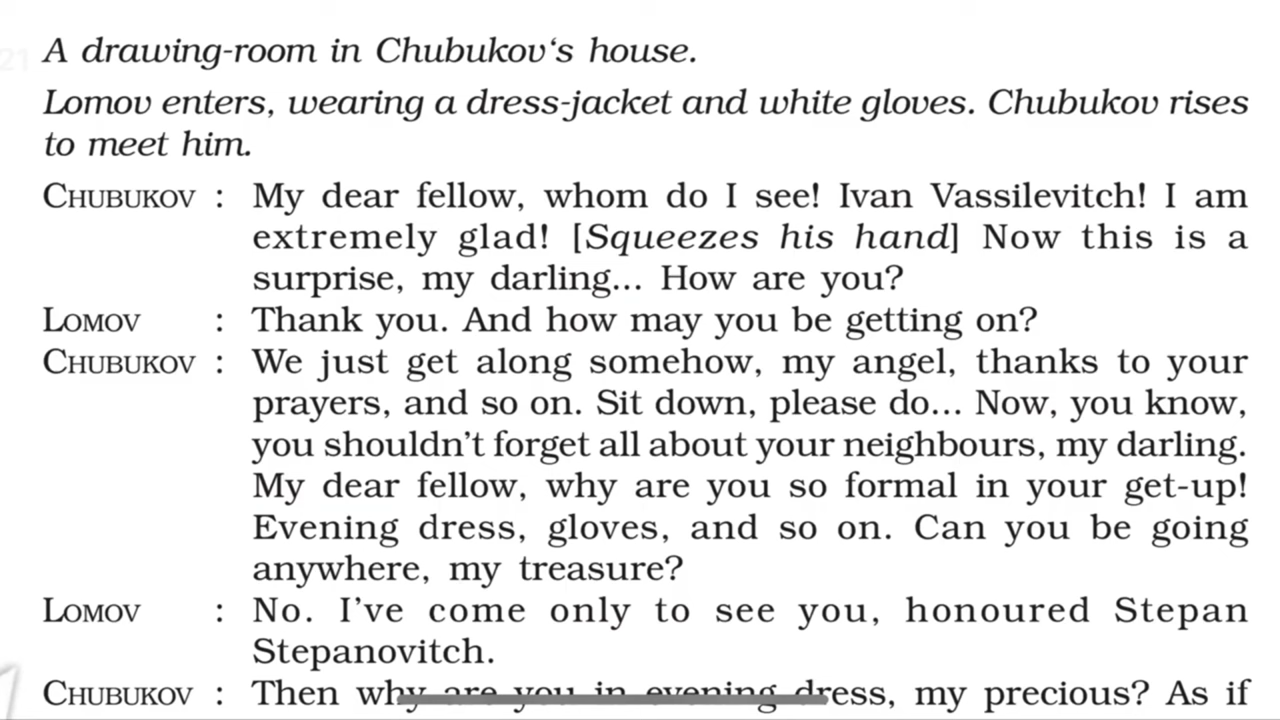 21
A drawing-room in Chubukov‘s house.
Lomov enters, wearing a dress-jacket and white gloves. Chubukov rises
to meet him.
CHUBUKOV : My dear fellow, whom do I see! Ivan Vassilevitch! I am
extremely glad! [Squeezes his hand] Now this is a
surprise, my darling... How are you?
LOMOV : Thank you. And how may you be getting on?
CHUBUKOV : We just get along somehow, my angel, thanks to your
prayers, and so on. Sit down, please do... Now, you know,
you shouldn’t forget all about your neighbours, my darling.
My dear fellow, why are you so formal in your get-up!
Evening dress, gloves, and so on. Can you be going
anywhere, my treasure?
LOMOV : No. I’ve come only to see you, honoured Stepan
Stepanovitch.
CHUBUKOV : Then why are you in evening dress, my precious? As if